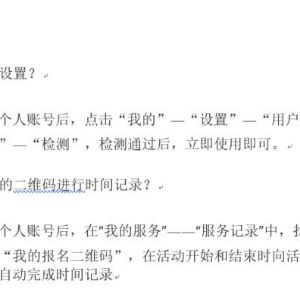 设置？
个人账号后，点击“我的”—“设置”—“用户
”—“检测”，检测通过后，立即使用即可。
的二维码进行时间记录？
个人账号后，在“我的服务”——“服务记录”中，找
“我的报名二维码”，在活动开始和结束时向活
自动完成时间记录